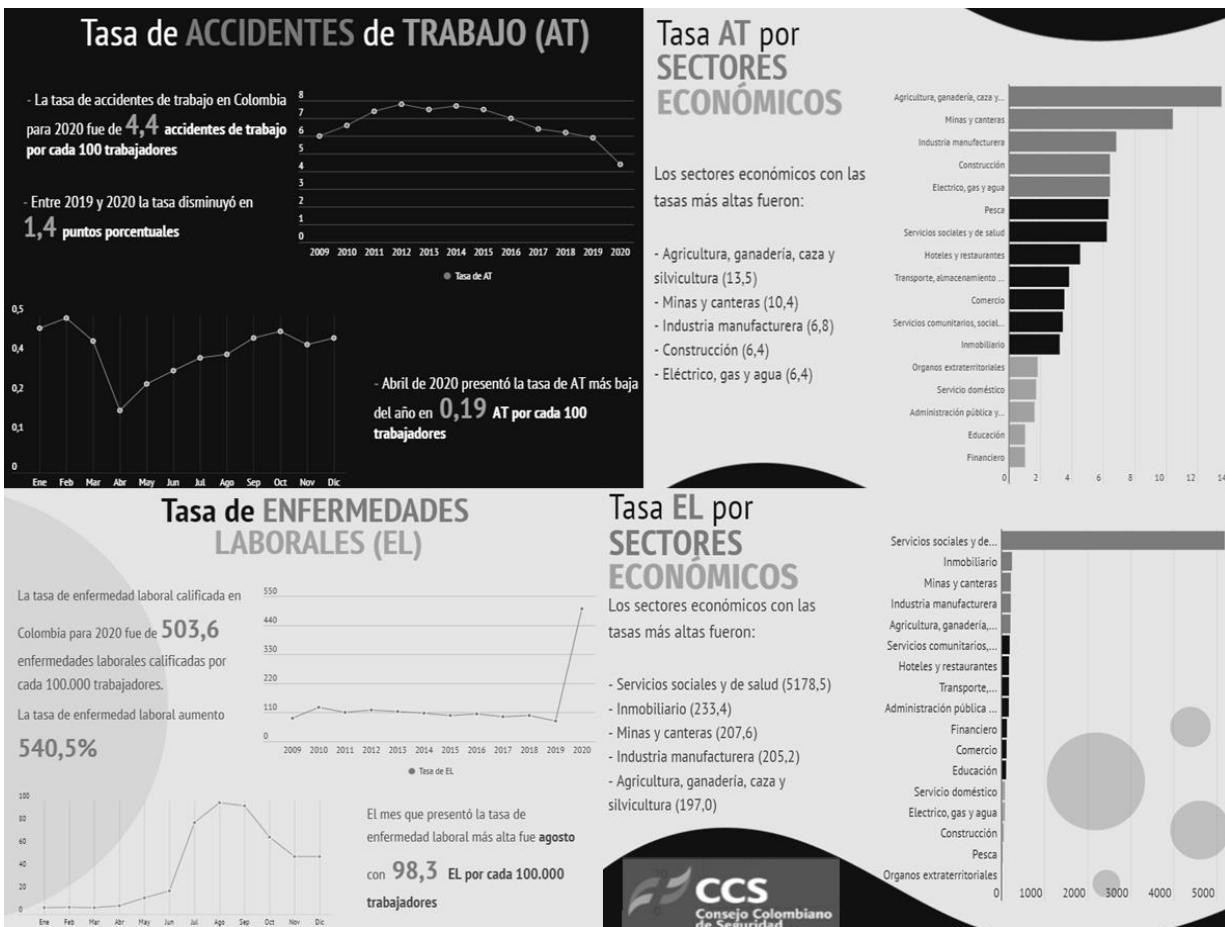 Tasa de ACCIDENTES de TRABAJO (AT)
- La tasa de accidentes de trabajo en Colombia
para 2020 fue de 4,4 accidentes de trabajo
por cada 100 trabajadores
- Entre 2019 y 2020 la tasa disminuyó en
1,4 puntos porcentuales
8
7
6
5
4
3
2
1
0
2009 2010 2011 2012 2013 2014 2015 2016 2017 2018 2019 2020
Tasa de AT
0,5
0,4
0,2
0,1
0
Ene Feb Mar Abr May Jun Jul Ago Sep Oct Nov Dic
- Abril de 2020 presentó la tasa de AT más baja
del año en 0,19 AT por cada 100
trabajadores
Tasa AT por
SECTORES
ECONÓMICOS
Los sectores económicos con las
tasas más altas fueron:
- Agricultura, ganadería, caza y
silvicultura (13,5)
- Minas y canteras (10,4)
- Industria manufacturera (6,8)
- Construcción (6,4)
- Eléctrico, gas y agua (6,4)
Agricultura, ganadería, caza y...
Minas y canteras
Industria manufacturera
Construcción
Electrico, gas y agua
Pesca
Servicios sociales y de salud
Hoteles y restaurantes
Transporte, almacenamiento ...
Comercio
Servicios comunitarios, social...
Inmobiliario
Organos extraterritoriales
Servicio doméstico
Administración pública y...
Educación
Financiero
0 2 4 6 8 10 12 14
Tasa de ENFERMEDADES
LABORALES (EL)
La tasa de enfermedad laboral calificada en
Colombia para 2020 fue de 503,6
enfermedades laborales calificadas por
cada 100.000 trabajadores.
La tasa de enfermedad laboral aumento
540,5%
550
440
330
220
110
0
2009 2010 2011 2012 2013 2014 2015 2016 2017 2018 2019 2020
Tasa de EL
100
80
60
40
20
0
Ene Feb Mar Abr May Jun Jul Ago Sep Oct Nov Dic
El mes que presentó la tasa de
enfermedad laboral más alta fue agosto
con 98,3 EL por cada 100.000
trabajadores
Tasa EL por
SECTORES
ECONÓMICOS
Los sectores económicos con las
tasas más altas fueron:
- Servicios sociales y de salud (5178,5)
- Inmobiliario (233,4)
- Minas y canteras (207,6)
- Industria manufacturera (205,2)
- Agricultura, ganadería, caza y
silvicultura (197,0)
Servicios sociales y de...
Inmobiliario
Minas y canteras
Industria manufacturera
Agricultura, ganadería,...
Servicios comunitarios,...
Hoteles y restaurantes
Transporte,...
Administración pública ...
Financiero
Comercio
Educación
Servicio doméstico
Electrico, gas y agua
Construcción
Pesca
Organos extraterritoriales
0 1000 2000 3000 4000 5000
CCS
Consejo Colombiano
de Seguridad